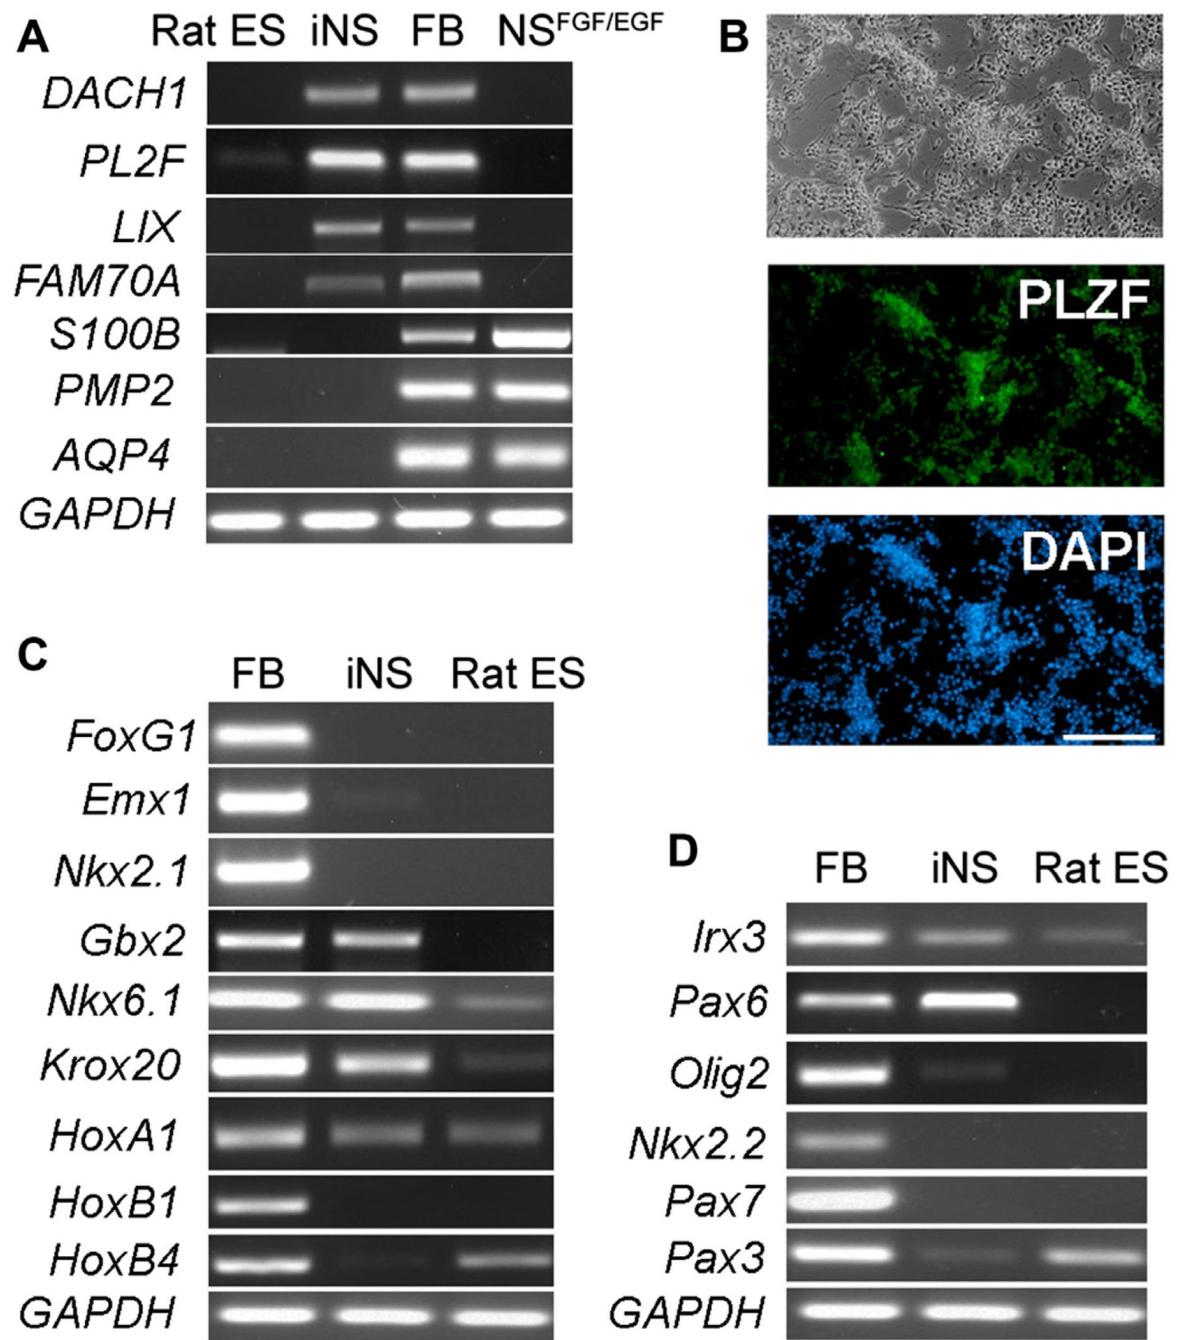 A
Rat ES iNS FB NSFGF/EGF
DACH1
PL2F
LIX
FAM70A
S100B
PMP2
AQP4
GAPDH
B
PLZF
DAPI
C
FB iNS Rat ES
FoxG1
Emx1
Nkx2.1
Gbx2
Nkx6.1
Krox20
HoxA1
HoxB1
HoxB4
GAPDH
D
FB iNS Rat ES
Irx3
Pax6
Olig2
Nkx2.2
Pax7
Pax3
GAPDH